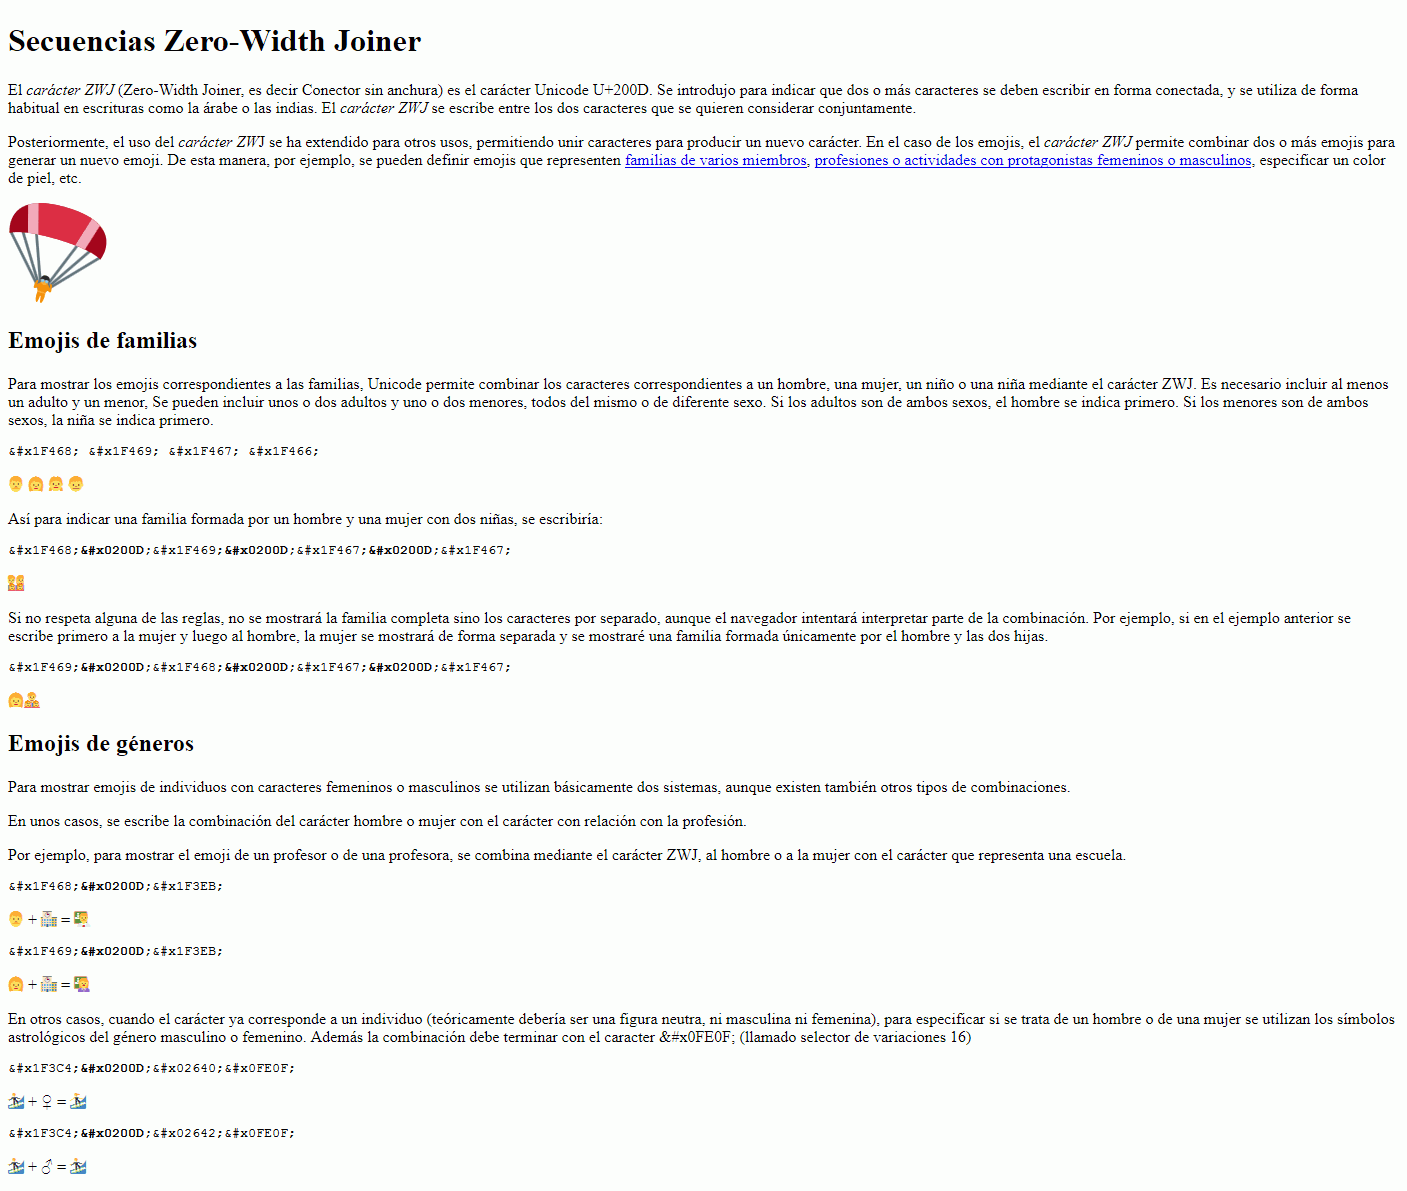 Secuencias Zero-Width Joiner
El carácter ZWJ (Zero-Width Joiner, es decir Conector sin anchura) es el carácter Unicode U+200D. Se introdujo para indicar que dos o más caracteres se deben escribir en forma conectada, y se utiliza de forma
habitual en escrituras como la árabe o las indias. El carácter ZWJ se escribe entre los dos caracteres que se quieren considerar conjuntamente.
Posteriormente, el uso del carácter ZWJ se ha extendido para otros usos, permitiendo unir caracteres para producir un nuevo carácter. En el caso de los emojis, el carácter ZWJ permite combinar dos o más emojis para
generar un nuevo emoji. De esta manera, por ejemplo, se pueden definir emojis que representen familias de varios miembros, profesiones o actividades con protagonistas femeninos o masculinos, especificar un color
de piel, etc.
Emojis de familias
Para mostrar los emojis correspondientes a las familias, Unicode permite combinar los caracteres correspondientes a un hombre, una mujer, un niño o una niña mediante el carácter ZWJ. Es necesario incluir al menos
un adulto y un menor, Se pueden incluir unos o dos adultos y uno o dos menores, todos del mismo o de diferente sexo. Si los adultos son de ambos sexos, el hombre se indica primero. Si los menores son de ambos
sexos, la niña se indica primero.
&#x1F468; &#x1F469; &#x1F467; &#x1F466;
👨 👩 👧 👦
Así para indicar una familia formada por un hombre y una mujer con dos niñas, se escribiría:
&#x1F468;&#x0200D;&#x1F469;&#x0200D;&#x1F467;&#x0200D;&#x1F467;
👨‍👩‍👧‍👧
Si no respeta alguna de las reglas, no se mostrará la familia completa sino los caracteres por separado, aunque el navegador intentará interpretar parte de la combinación. Por ejemplo, si en el ejemplo anterior se
escribe primero a la mujer y luego al hombre, la mujer se mostrará de forma separada y se mostraré una familia formada únicamente por el hombre y las dos hijas.
&#x1F469;&#x0200D;&#x1F468;&#x0200D;&#x1F467;&#x0200D;&#x1F467;
👩‍👨‍👧‍👧
Emojis de géneros
Para mostrar emojis de individuos con caracteres femeninos o masculinos se utilizan básicamente dos sistemas, aunque existen también otros tipos de combinaciones.
En unos casos, se escribe la combinación del carácter hombre o mujer con el carácter con relación con la profesión.
Por ejemplo, para mostrar el emoji de un profesor o de una profesora, se combina mediante el carácter ZWJ, al hombre o a la mujer con el carácter que representa una escuela.
&#x1F468;&#x0200D;&#x1F3EB;
👨 + 🏫 = 👨‍🏫
&#x1F469;&#x0200D;&#x1F3EB;
👩 + 🏫 = 👩‍🏫
En otros casos, cuando el carácter ya corresponde a un individuo (teóricamente debería ser una figura neutra, ni masculina ni femenina), para especificar si se trata de un hombre o de una mujer se utilizan los símbolos
astrológicos del género masculino o femenino. Además la combinación debe terminar con el caracter &#x0FE0F; (llamado selector de variaciones 16)
&#x1F3C4;&#x0200D;&#x02640;&#x0FE0F;
🏄 + ♀ = 🏄‍♀️
&#x1F3C4;&#x0200D;&#x02642;&#x0FE0F;
🏄 + ♂ = 🏄‍♂️